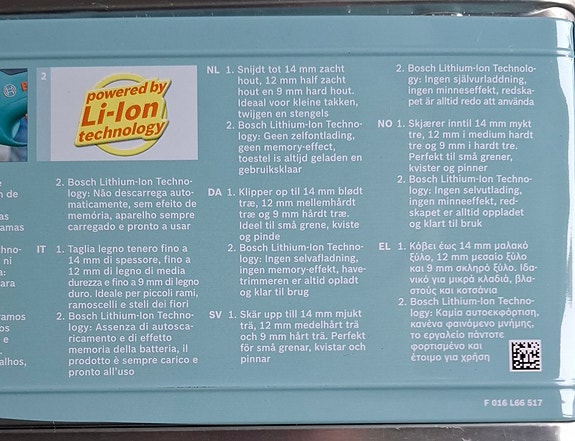 2
powered by
Li-Ion
technology
2. Bosch Lithium-Ion Techno-
logy: Não descarrega auto-
maticamente, sem efeito de
memória, aparelho sempre
carregado e pronto a usar
IT 1. Taglia legno tenero fino a
14 mm di spessore, fino a
12 mm di legno di media
durezza e fino a 9 mm di legno
duro. Ideale per piccoli rami,
ramoscelli e steli dei fiori
2. Bosch Lithium-Ion Techno-
logy: Assenza di autosca-
ricamento e di effetto
memoria della batteria, il
prodotto è sempre carico e
pronto all'uso
NL 1. Snijdt tot 14 mm zacht
hout, 12 mm half zacht
hout en 9 mm hard hout.
Ideaal voor kleine takken,
twijgen en stengels
2. Bosch Lithium-Ion Techno-
logy: Geen zelfontlading,
geen memory-effect,
toestel is altijd geladen en
gebruiksklaar
DA 1. Klipper op til 14 mm blødt
træ, 12 mm mellemhårdt
træ og 9 mm hårdt træ.
Ideel til små grene, kviste
og pinde
2. Bosch Lithium-Ion Techno-
logy: Ingen selvafladning,
ingen memory-effekt, have-
trimmeren er altid opladt
og klar til brug
SV 1. Skär upp till 14 mm mjukt
trä, 12 mm medelhårt trä
och 9 mm hårt trä. Perfekt
för små grenar, kvistar och
pinnar
2. Bosch Lithium-Ion Technolo-
gy: Ingen självurladdning,
ingen minneseffekt, redska-
pet är alltid redo att använda
NO 1. Skjærer inntil 14 mm mykt
tre, 12 mm i medium hardt
tre og 9 mm i hardt tre.
Perfekt til små grener,
kvister og pinner
2. Bosch Lithium-Ion Techno-
logy: Ingen selvutlading,
ingen minneeffekt, red-
skapet er alltid oppladet
og klart til bruk
EL 1. Κόβει έως 14 mm μαλακό
ξύλο, 12 mm μεσαίο ξύλο
και 9 mm σκληρό ξύλο. Ιδα-
νικό για μικρά κλαδιά, βλα-
στούς και κοτσάνια
2. Bosch Lithium-Ion Techno-
logy: Καμία αυτοεκφόρτιση,
κανένα φαινόμενο μνήμης,
το εργαλείο πάντοτε
φορτισμένο και
έτοιμο για χρήση
F 016 L66 517